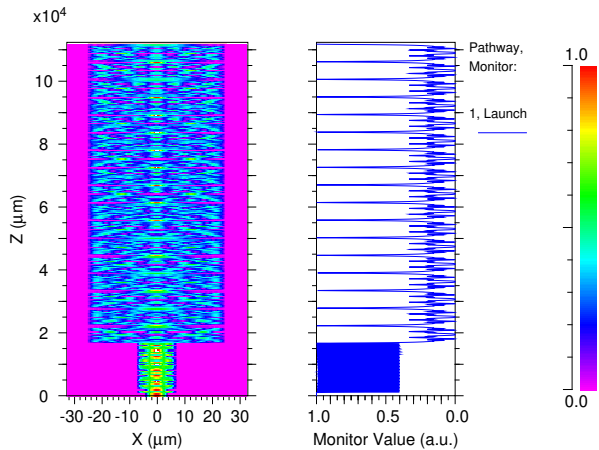 x10⁴
10
8
6
4
2
0
Z (μm)
-30 -20 -10 0 10 20 30
X (μm)
1.0 0.5 0.0
Monitor Value (a.u.)
Pathway,
Monitor:
1, Launch
1.0
0.0